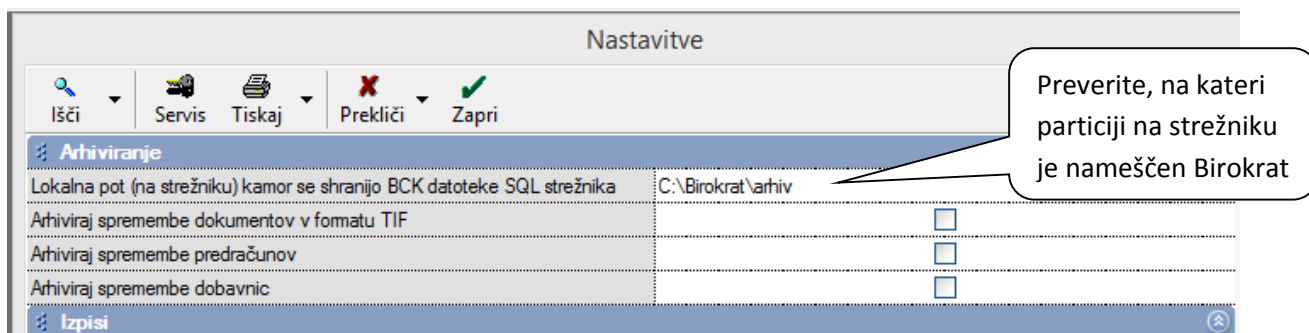 Nastavitve
Išči Servis Tiskaj Prekliči Zapri
Preverite, na kateri
particiji na strežniku
je nameščen Birokrat
Arhiviranje
Lokalna pot (na strežniku) kamor se shranijo BCK datoteke SQL strežnika C:\Birokrat\arhiv
Arhiviraj spremembe dokumentov v formatu TIF
Arhiviraj spremembe predračunov
Arhiviraj spremembe dobavnic
Izpisi